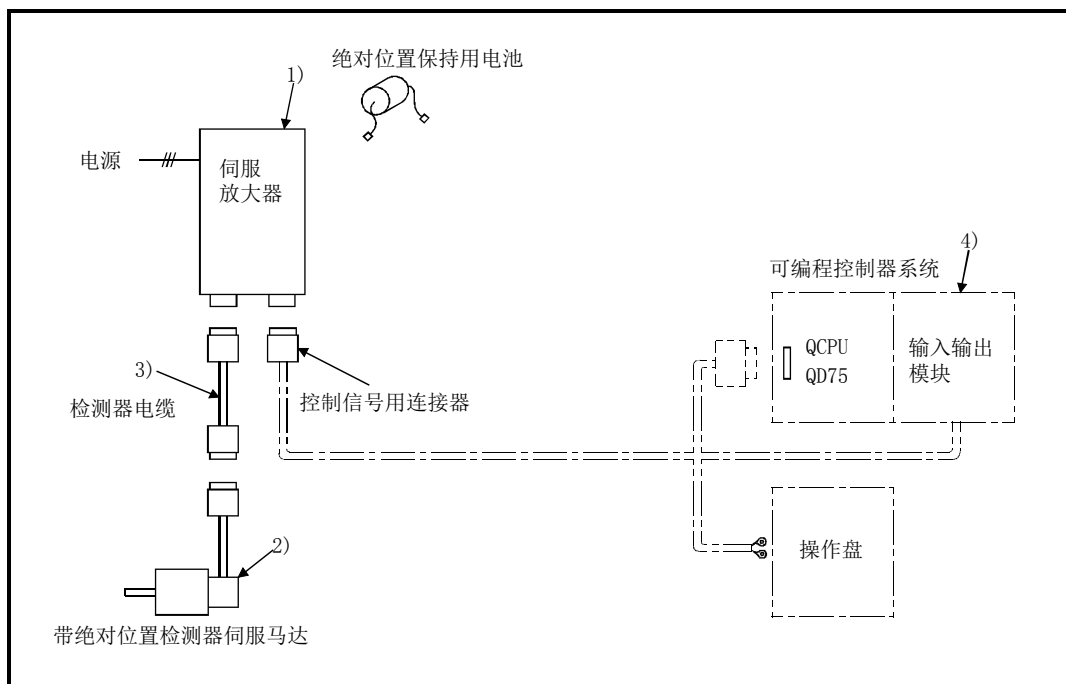 绝对位置保持用电池
1)
电源
伺服
放大器
4)
可编程控制器系统
QCPU
QD75
输入输出
模块
3)
检测器电缆
控制信号用连接器
操作盘
2)
带绝对位置检测器伺服马达